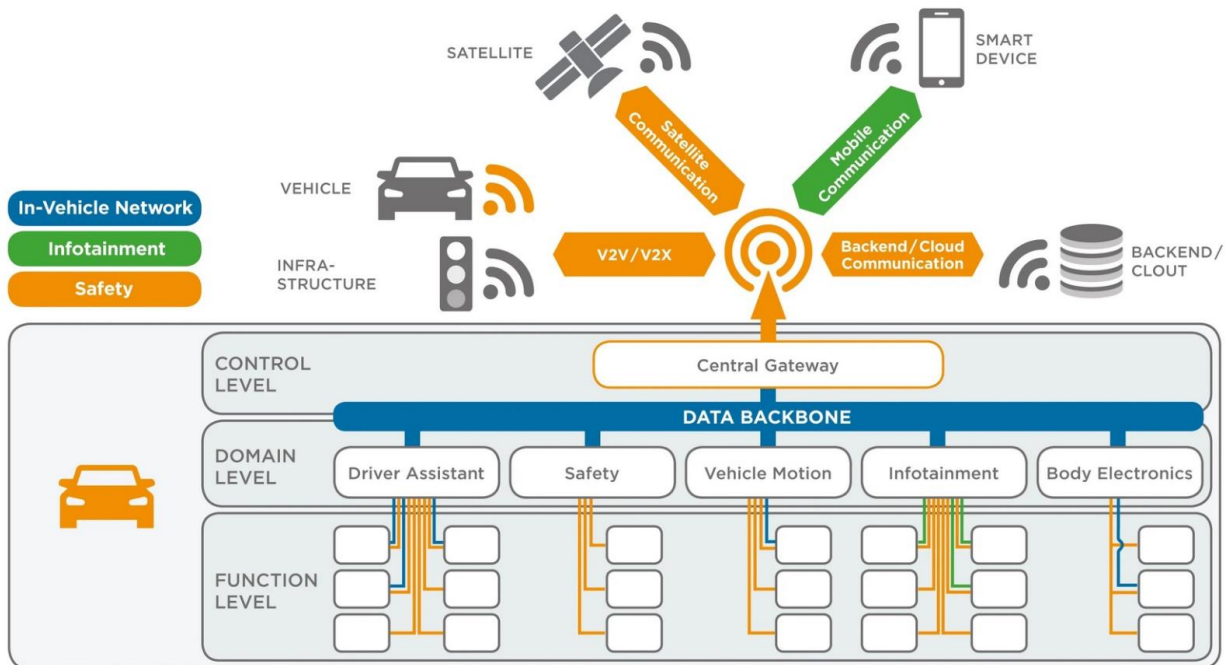 SATELLITE
SMART
DEVICE
Satellite
Communication
Mobile
Communication
VEHICLE
In-Vehicle Network
Infotainment
Safety
INFRA-
STRUCTURE
V2V/V2X
Backend/Cloud
Communication
BACKEND/
CLOUT
CONTROL
LEVEL
Central Gateway
DATA BACKBONE
DOMAIN
LEVEL
Driver Assistant
Safety
Vehicle Motion
Infotainment
Body Electronics
FUNCTION
LEVEL